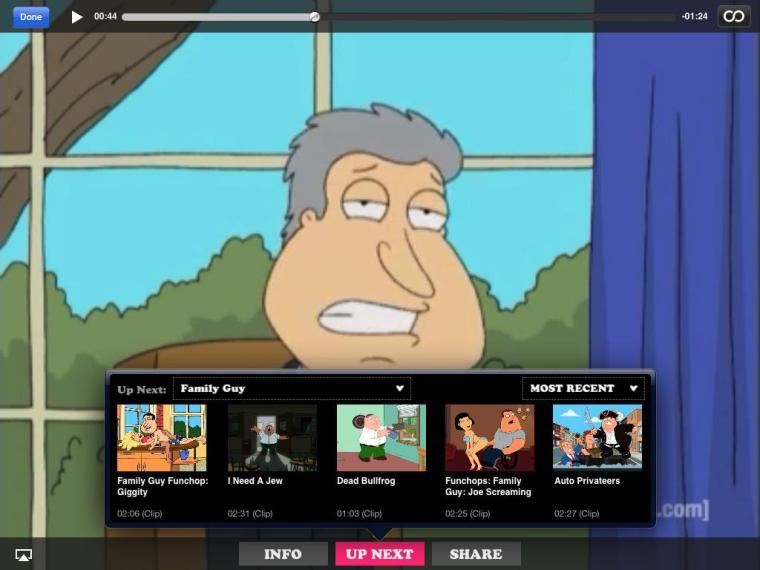 Done
00:44
-01:24
Up Next:
Family Guy
MOST RECENT
Family Guy Funchop:
Giggity
02:06 (Clip)
I Need A Jew
02:31 (Clip)
Dead Bullfrog
01:03 (Clip)
Funchops: Family
Guy: Joe Screaming
02:25 (Clip)
Auto Privateers
02:27 (Clip)
.com]
INFO
UP NEXT
SHARE